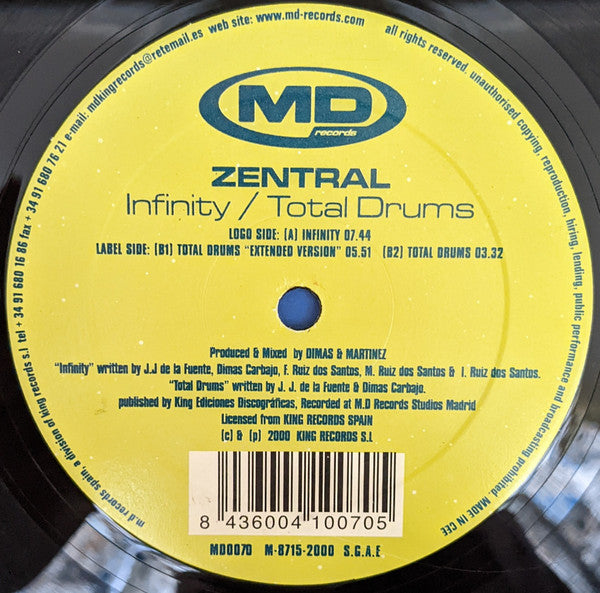 m.d records spain, a division of king records s.l tel + 34 91 680 16 86 fax + 34 91 680 76 21 e-mail: mdkingrecords@retemail.es web site: www.md-records.com all rights reserved. unauthorised copying, reproduction, hiring, lending, public performance and broadcasting prohibited. MADE IN CEE
MD
records
ZENTRAL
Infinity / Total Drums
LOGO SIDE: (A) INFINITY 07.44
LABEL SIDE: (B1) TOTAL DRUMS "EXTENDED VERSION" 05.51 (B2) TOTAL DRUMS 03.32
Produced & Mixed by DIMAS & MARTINEZ
"Infinity" written by J.J de la Fuente, Dimas Carbajo, F. Ruiz dos Santos, M. Ruiz dos Santos & I. Ruiz dos Santos.
"Total Drums" written by J. J. de la Fuente & Dimas Carbajo.
published by King Ediciones Discográficas, Recorded at M.D Records Studios Madrid
Licensed from KING RECORDS SPAIN
(c) & (p) 2000 KING RECORDS S.L
8 436004 100705
MD0070 M-8715-2000 S.G.A.E